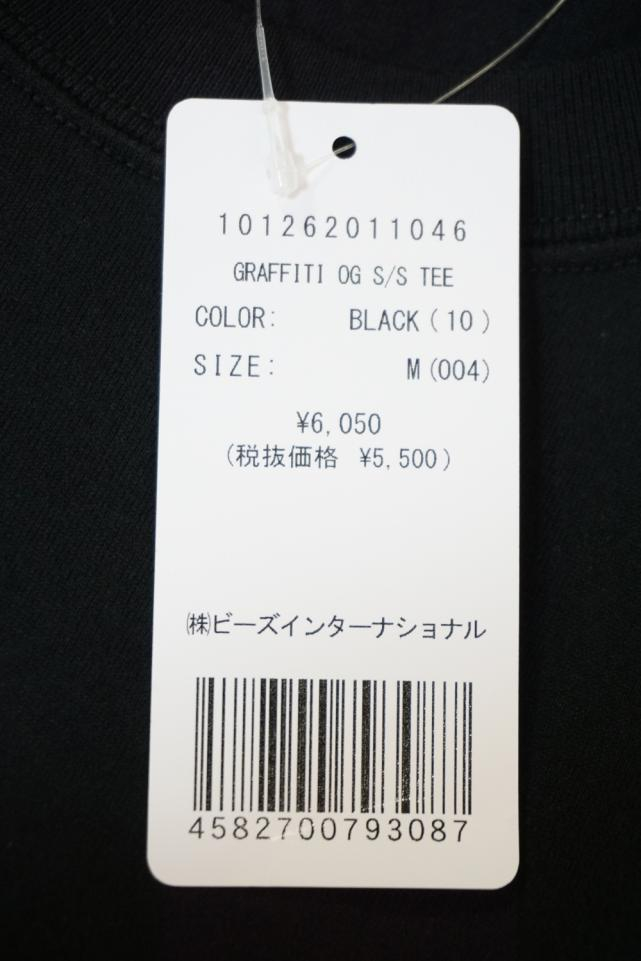 101262011046
GRAFFITI OG S/S TEE
COLOR: BLACK(10)
SIZE: M(004)
¥6,050
(税抜価格 ¥5,500)
㈱ビーズインターナショナル
4582700793087